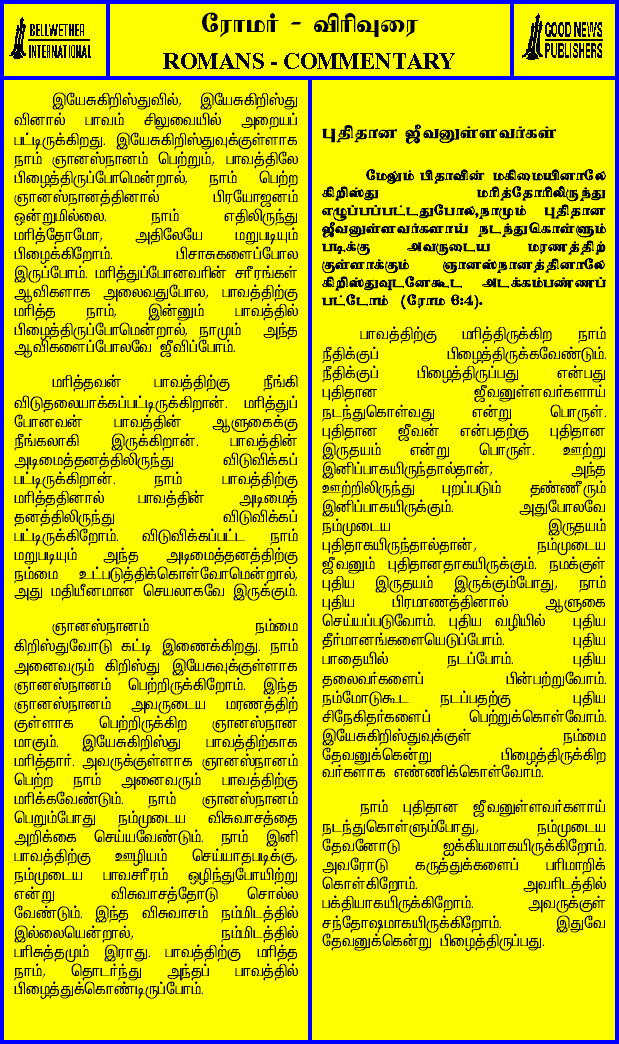 BELLWETHER
INTERNATIONAL
ரோமர் - விரிவுரை
ROMANS - COMMENTARY
GOOD NEWS
PUBLISHERS
இயேசுகிறிஸ்துவில், இயேசுகிறிஸ்து
வினால் பாவம் சிலுவையில் அறையப்
பட்டிருக்கிறது. இயேசுகிறிஸ்துவுக்குள்ளாக
நாம் ஞானஸ்நானம் பெற்றும், பாவத்திலே
பிழைத்திருப்போமென்றால், நாம் பெற்ற
ஞானஸ்நானத்தினால் பிரயோஜனம்
ஒன்றுமில்லை. நாம் எதிலிருந்து
மரித்தோமோ, அதிலேயே மறுபடியும்
பிழைக்கிறோம். பிசாசுகளைப்போல
இருப்போம். மரித்துப்போனவரின் சரீரங்கள்
ஆவிகளாக அலைவதுபோல, பாவத்திற்கு
மரித்த நாம், இன்னும் பாவத்தில்
பிழைத்திருப்போமென்றால், நாமும் அந்த
ஆவிகளைப்போலவே ஜீவிப்போம்.
மரித்தவன் பாவத்திற்கு நீங்கி
விடுதலையாக்கப்பட்டிருக்கிறான். மரித்துப்
போனவன் பாவத்தின் ஆளுகைக்கு
நீங்கலாகி இருக்கிறான். பாவத்தின்
அடிமைத்தனத்திலிருந்து விடுவிக்கப்
பட்டிருக்கிறான். நாம் பாவத்திற்கு
மரித்ததினால் பாவத்தின் அடிமைத்
தனத்திலிருந்து விடுவிக்கப்
பட்டிருக்கிறோம். விடுவிக்கப்பட்ட நாம்
மறுபடியும் அந்த அடிமைத்தனத்திற்கு
நம்மை உட்படுத்திக்கொள்வோமென்றால்,
அது மதியீனமான செயலாகவே இருக்கும்.
ஞானஸ்நானம் நம்மை
கிறிஸ்துவோடு கட்டி இணைக்கிறது. நாம்
அனைவரும் கிறிஸ்து இயேசுவுக்குள்ளாக
ஞானஸ்நானம் பெற்றிருக்கிறோம். இந்த
ஞானஸ்நானம் அவருடைய மரணத்திற்
குள்ளாக பெற்றிருக்கிற ஞானஸ்நான
மாகும். இயேசுகிறிஸ்து பாவத்திற்காக
மரித்தார். அவருக்குள்ளாக ஞானஸ்நானம்
பெற்ற நாம் அனைவரும் பாவத்திற்கு
மரிக்கவேண்டும். நாம் ஞானஸ்நானம்
பெறும்போது நம்முடைய விசுவாசத்தை
அறிக்கை செய்யவேண்டும். நாம் இனி
பாவத்திற்கு ஊழியம் செய்யாதபடிக்கு,
நம்முடைய பாவசரீரம் ஒழிந்துபோயிற்று
என்று விசுவாசத்தோடு சொல்ல
வேண்டும். இந்த விசுவாசம் நம்மிடத்தில்
இல்லையென்றால், நம்மிடத்தில்
பரிசுத்தமும் இராது. பாவத்திற்கு மரித்த
நாம், தொடர்ந்து அந்தப் பாவத்தில்
பிழைத்துக்கொண்டிருப்போம்.
புதிதான ஜீவனுள்ளவர்கள்
மேலும் பிதாவின் மகிமையினாலே
கிறிஸ்து மரித்தோரிலிருந்து
எழுப்பப்பட்டதுபோல,நாமும் புதிதான
ஜீவனுள்ளவர்களாய் நடந்துகொள்ளும்
படிக்கு அவருடைய மரணத்திற்
குள்ளாக்கும் ஞானஸ்நானத்தினாலே
கிறிஸ்துவுடனேகூட அடக்கம்பண்ணப்
பட்டோம் (ரோம 6:4).
பாவத்திற்கு மரித்திருக்கிற நாம்
நீதிக்குப் பிழைத்திருக்கவேண்டும்.
நீதிக்குப் பிழைத்திருப்பது என்பது
புதிதான ஜீவனுள்ளவர்களாய்
நடந்துகொள்வது என்று பொருள்.
புதிதான ஜீவன் என்பதற்கு புதிதான
இருதயம் என்று பொருள். ஊற்று
இனிப்பாகயிருந்தால்தான், அந்த
ஊற்றிலிருந்து புறப்படும் தண்ணீரும்
இனிப்பாகயிருக்கும். அதுபோலவே
நம்முடைய இருதயம்
புதிதாகயிருந்தால்தான், நம்முடைய
ஜீவனும் புதிதானதாகயிருக்கும். நமக்குள்
புதிய இருதயம் இருக்கும்போது, நாம்
புதிய பிரமாணத்தினால் ஆளுகை
செய்யப்படுவோம். புதிய வழியில் புதிய
தீர்மானங்களையெடுப்போம். புதிய
பாதையில் நடப்போம். புதிய
தலைவர்களைப் பின்பற்றுவோம்.
நம்மோடுகூட நடப்பதற்கு புதிய
சிநேகிதர்களைப் பெற்றுக்கொள்வோம்.
இயேசுகிறிஸ்துவுக்குள் நம்மை
தேவனுக்கென்று பிழைத்திருக்கிற
வர்களாக எண்ணிக்கொள்வோம்.
நாம் புதிதான ஜீவனுள்ளவர்களாய்
நடந்துகொள்ளும்போது, நம்முடைய
தேவனோடு ஐக்கியமாகயிருக்கிறோம்.
அவரோடு கருத்துக்களைப் பரிமாறிக்
கொள்கிறோம். அவரிடத்தில்
பக்தியாகயிருக்கிறோம். அவருக்குள்
சந்தோஷமாகயிருக்கிறோம். இதுவே
தேவனுக்கென்று பிழைத்திருப்பது.